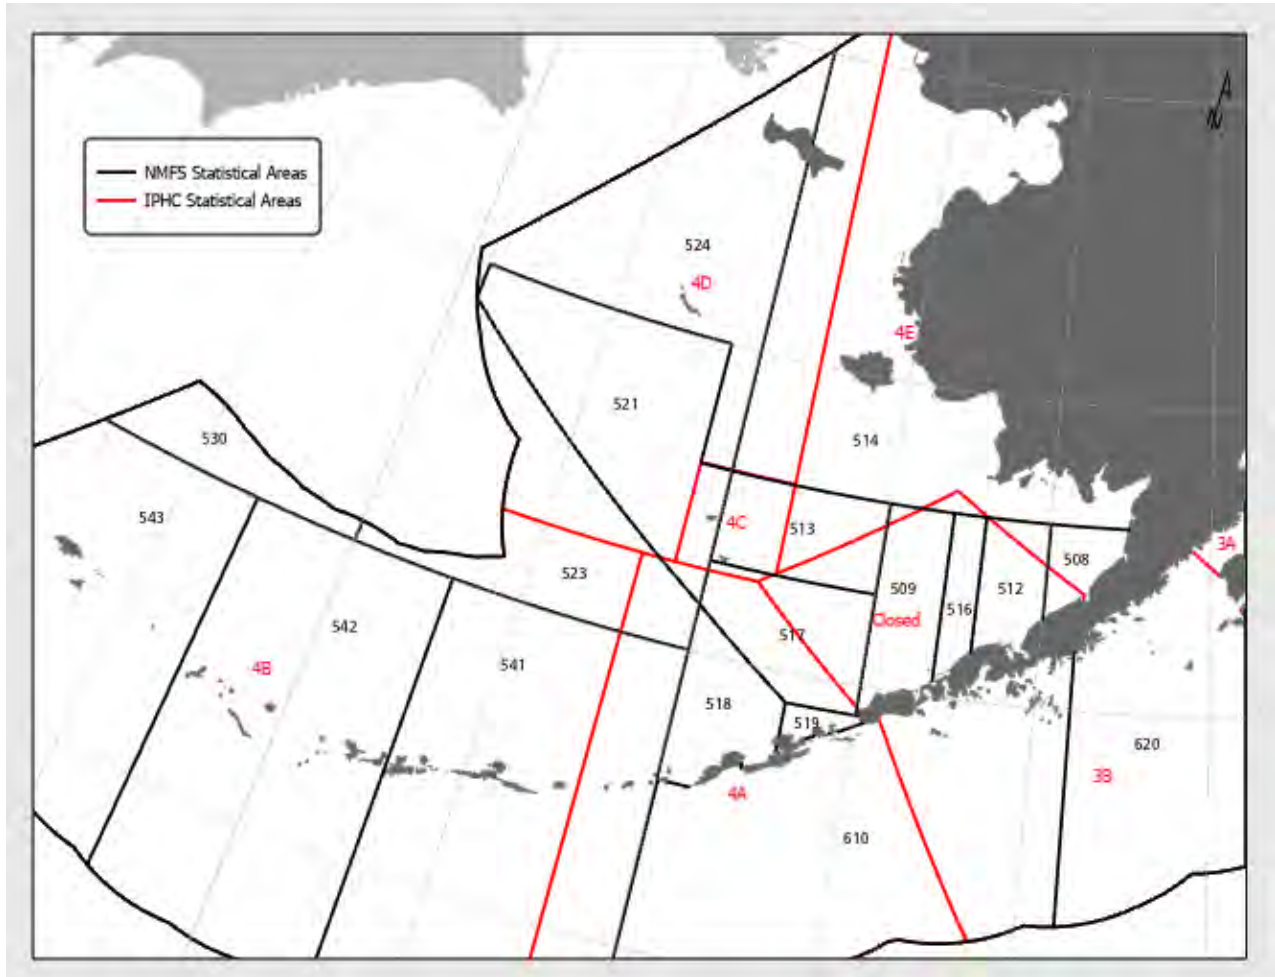 N
NMFS Statistical Areas
IPHC Statistical Areas
524
4D
4E
521
514
530
543
4C
513
3A
508
523
509
512
516
Closed
542
517
4B
541
518
519
620
3B
4A
610